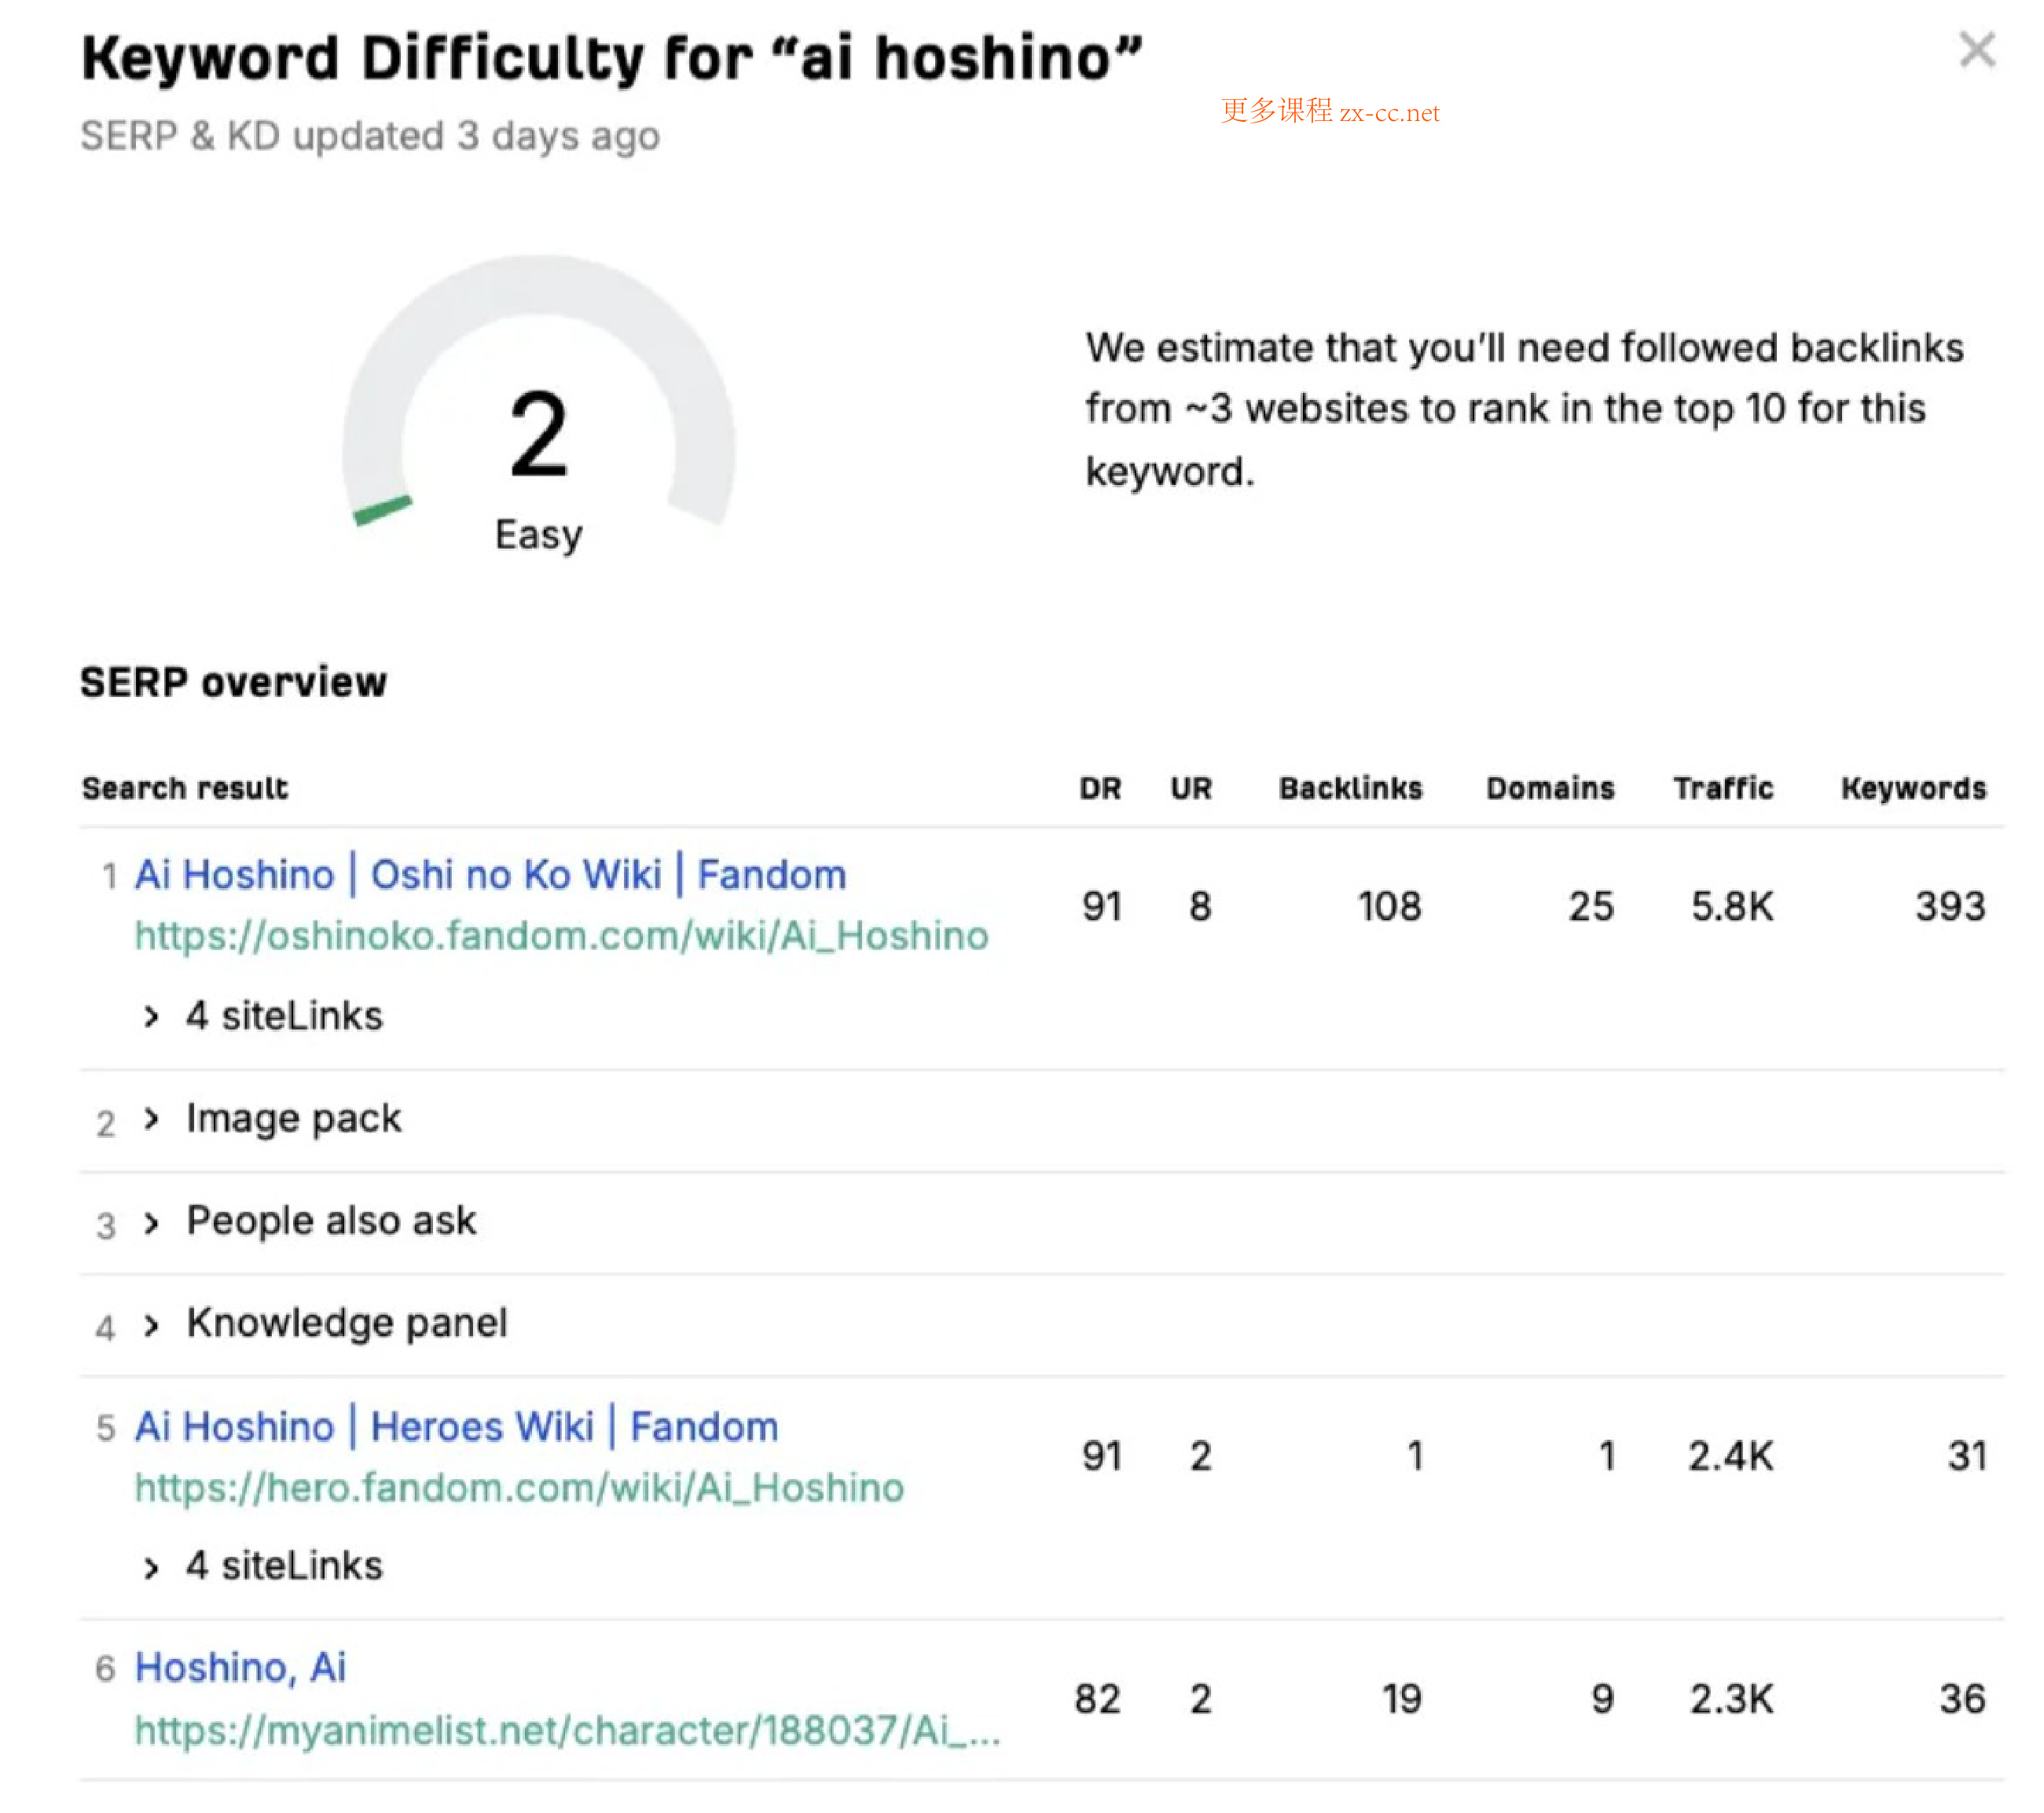 Keyword Difficulty for “ai hoshino”
更多课程 zx-cc.net
SERP & KD updated 3 days ago
2
Easy
We estimate that you’ll need followed backlinks
from ~3 websites to rank in the top 10 for this
keyword.
SERP overview
Search result DR UR Backlinks Domains Traffic Keywords
1 Ai Hoshino | Oshi no Ko Wiki | Fandom
https://oshinoko.fandom.com/wiki/Ai_Hoshino
91 8 108 25 5.8K 393
4 siteLinks
2 Image pack
3 People also ask
4 Knowledge panel
5 Ai Hoshino | Heroes Wiki | Fandom
https://hero.fandom.com/wiki/Ai_Hoshino
91 2 1 1 2.4K 31
4 siteLinks
6 Hoshino, Ai
https://myanimelist.net/character/188037/Ai_...
82 2 19 9 2.3K 36